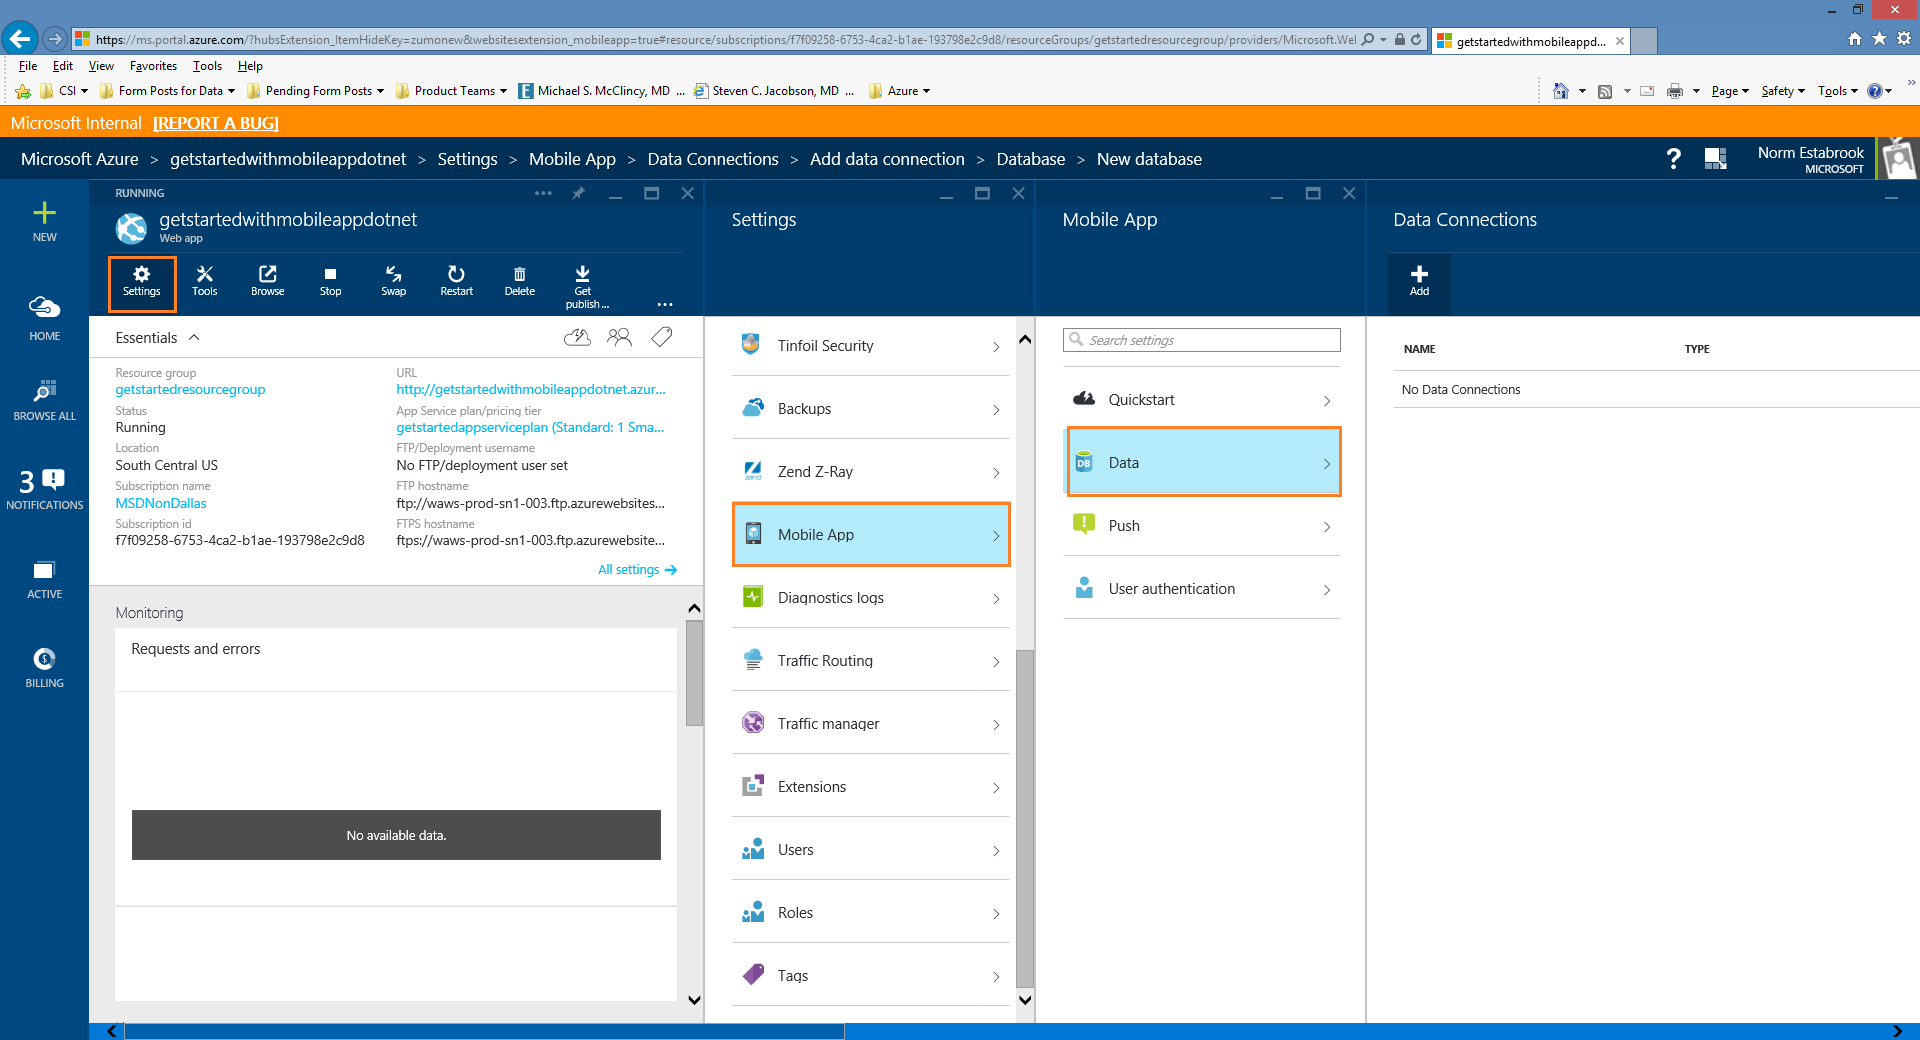 https://ms.portal.azure.com/?hubsExtension_ItemHideKey=zumonew&websitesextension_mobileapp=true#resource/subscriptions/f7f09258-6753-4ca2-b1ae-193798e2c9d8/resourceGroups/getstartedresourcegroup/providers/Microsoft.Wel
getstartedwithmobileappd...
File Edit View Favorites Tools Help
CSI Form Posts for Data Pending Form Posts Product Teams Michael S. McClincy, MD ... Steven C. Jacobson, MD ... Azure
Page Safety Tools
Microsoft Internal [REPORT A BUG]
Microsoft Azure > getstartedwithmobileappdotnet > Settings > Mobile App > Data Connections > Add data connection > Database > New database
? Norm Estabrook
MICROSOFT
NEW
HOME
BROWSE ALL
3
NOTIFICATIONS
ACTIVE
BILLING
RUNNING
getstartedwithmobileappdotnet
Web app
Settings Tools Browse Stop Swap Restart Delete Get publish... ...
Essentials
Resource group
getstartedresourcegroup
Status
Running
Location
South Central US
Subscription name
MSDNonDallas
Subscription id
f7f09258-6753-4ca2-b1ae-193798e2c9d8
URL
http://getstartedwithmobileappdotnet.azur...
App Service plan/pricing tier
getstartedappserviceplan (Standard: 1 Sma...
FTP/Deployment username
No FTP/deployment user set
FTP hostname
ftp://waws-prod-sn1-003.ftp.azurewebsites...
FTPS hostname
ftps://waws-prod-sn1-003.ftp.azurewebsite...
All settings →
Monitoring
Requests and errors
No available data.
Settings
Tinfoil Security
Backups
Zend Z-Ray
Mobile App
Diagnostics logs
Traffic Routing
Traffic manager
Extensions
Users
Roles
Tags
Mobile App
Search settings
Quickstart
DB Data
Push
User authentication
Data Connections
Add
NAME TYPE
No Data Connections